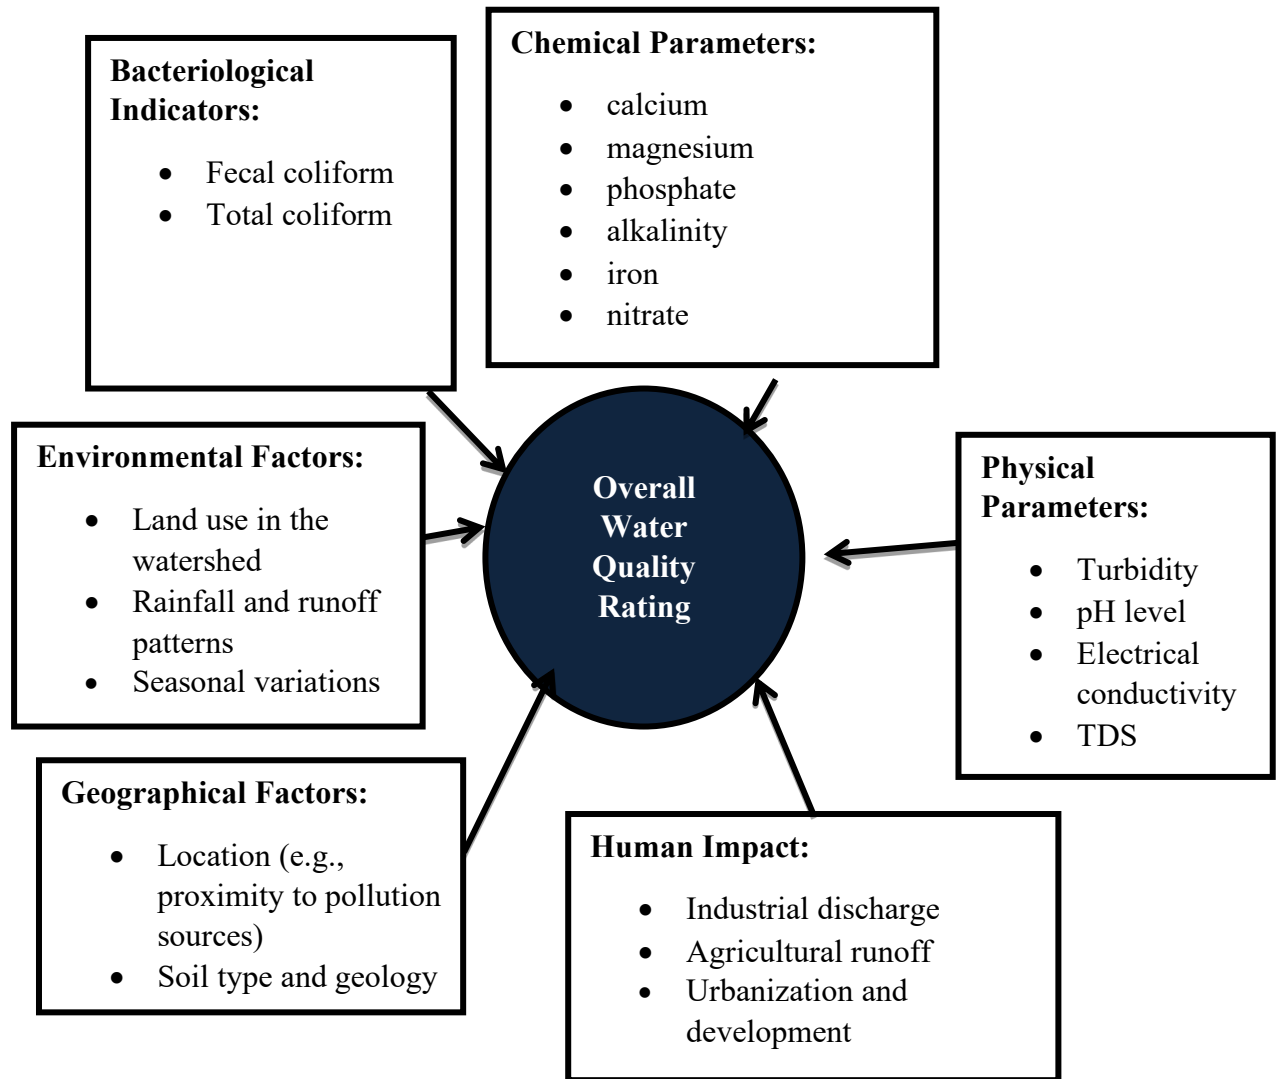 Bacteriological
Indicators:
• Fecal coliform
• Total coliform
Chemical Parameters:
• calcium
• magnesium
• phosphate
• alkalinity
• iron
• nitrate
Environmental Factors:
• Land use in the
watershed
• Rainfall and runoff
patterns
• Seasonal variations
Overall
Water
Quality
Rating
Physical
Parameters:
• Turbidity
• pH level
• Electrical
conductivity
• TDS
Geographical Factors:
• Location (e.g.,
proximity to pollution
sources)
• Soil type and geology
Human Impact:
• Industrial discharge
• Agricultural runoff
• Urbanization and
development